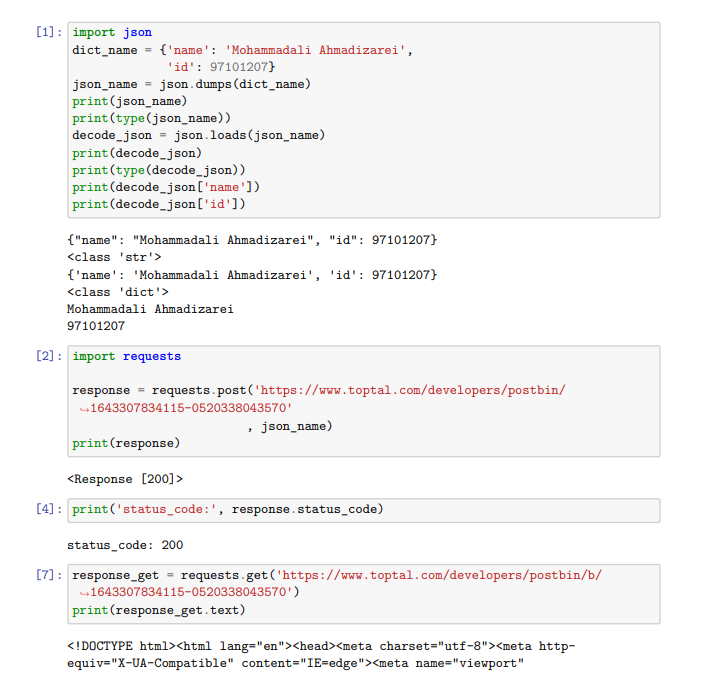 [1]: import json
dict_name = {'name': 'Mohammadali Ahmadizarei',
'id': 97101207}
json_name = json.dumps(dict_name)
print(json_name)
print(type(json_name))
decode_json = json.loads(json_name)
print(decode_json)
print(type(decode_json))
print(decode_json['name'])
print(decode_json['id'])
{"name": "Mohammadali Ahmadizarei", "id": 97101207}
<class 'str'>
{'name': 'Mohammadali Ahmadizarei', 'id': 97101207}
<class 'dict'>
Mohammadali Ahmadizarei
97101207
[2]: import requests
response = requests.post('https://www.toptal.com/developers/postbin/
↪1643307834115-0520338043570'
, json_name)
print(response)
<Response [200]>
[4]: print('status_code:', response.status_code)
status_code: 200
[7]: response_get = requests.get('https://www.toptal.com/developers/postbin/b/
↪1643307834115-0520338043570')
print(response_get.text)
<!DOCTYPE html><html lang="en"><head><meta charset="utf-8"><meta http-
equiv="X-UA-Compatible" content="IE=edge"><meta name="viewport"